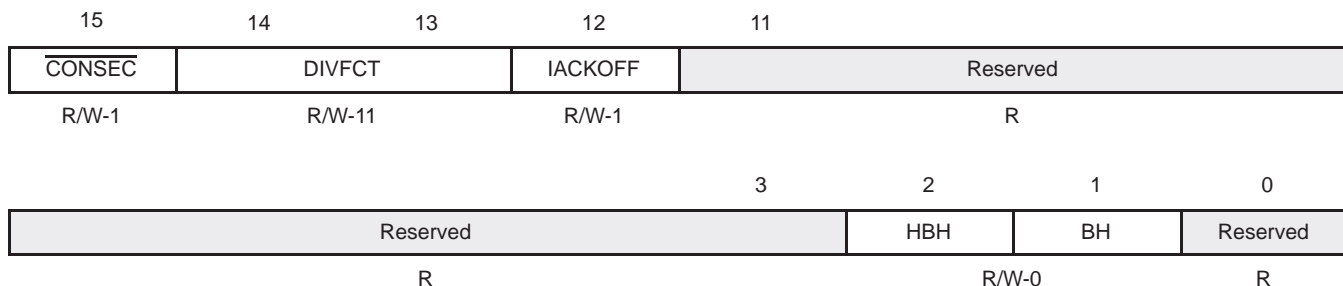 15 14 13 12 11
CONSEC DIVFCT IACKOFF Reserved
R/W-1 R/W-11 R/W-1 R
3 2 1 0
Reserved HBH BH Reserved
R R/W-0 R